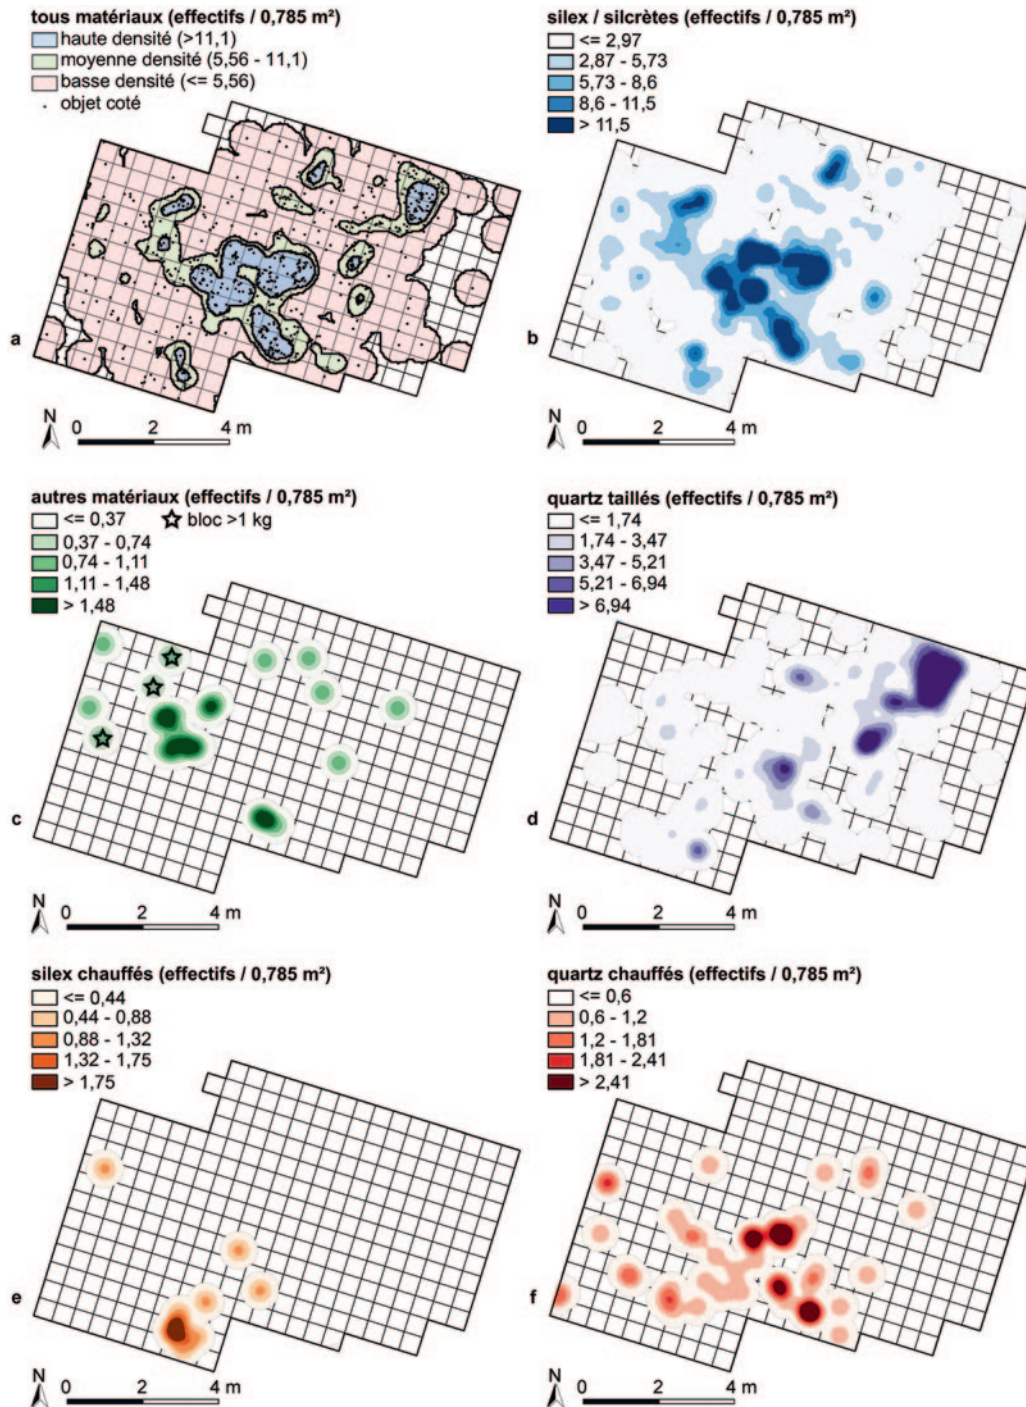 tous matériaux (effectifs / 0,785 m²)
haute densité (>11,1)
moyenne densité (5,56 - 11,1)
basse densité (<= 5,56)
objet coté
a
N
0 2 4 m
silex / silcrètes (effectifs / 0,785 m²)
<= 2,97
2,87 - 5,73
5,73 - 8,6
8,6 - 11,5
> 11,5
b
N
0 2 4 m
autres matériaux (effectifs / 0,785 m²)
<= 0,37
bloc >1 kg
0,37 - 0,74
0,74 - 1,11
1,11 - 1,48
> 1,48
c
N
0 2 4 m
quartz taillés (effectifs / 0,785 m²)
<= 1,74
1,74 - 3,47
3,47 - 5,21
5,21 - 6,94
> 6,94
d
N
0 2 4 m
silex chauffés (effectifs / 0,785 m²)
<= 0,44
0,44 - 0,88
0,88 - 1,32
1,32 - 1,75
> 1,75
e
N
0 2 4 m
quartz chauffés (effectifs / 0,785 m²)
<= 0,6
0,6 - 1,2
1,2 - 1,81
1,81 - 2,41
> 2,41
f
N
0 2 4 m